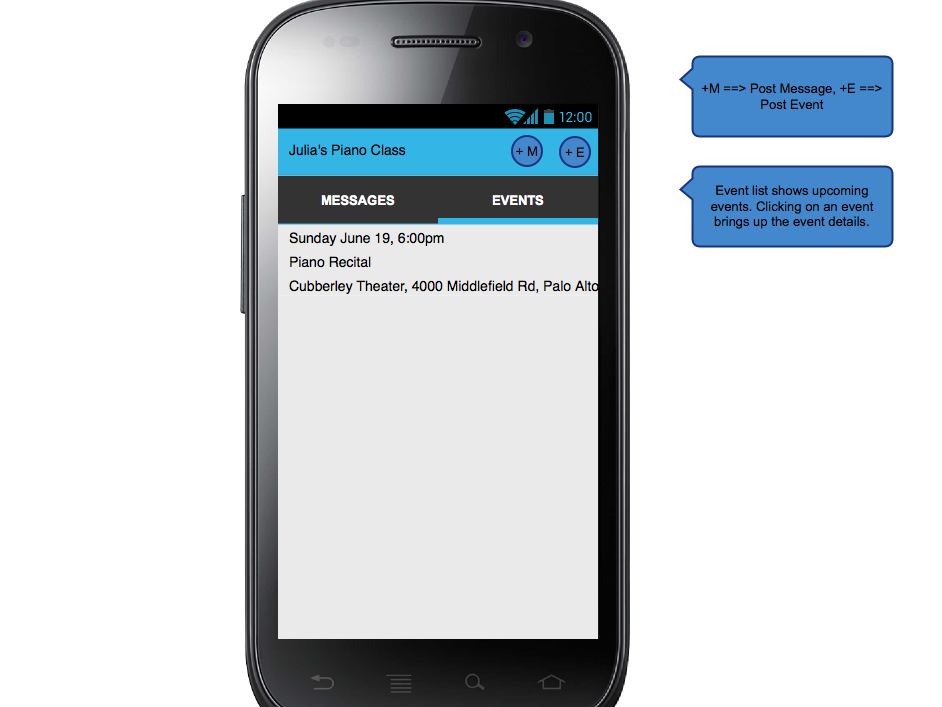 12:00
Julia's Piano Class
+ M
+ E
MESSAGES
EVENTS
Sunday June 19, 6:00pm
Piano Recital
Cubberley Theater, 4000 Middlefield Rd, Palo Alto
+M ==> Post Message, +E ==>
Post Event
Event list shows upcoming
events. Clicking on an event
brings up the event details.